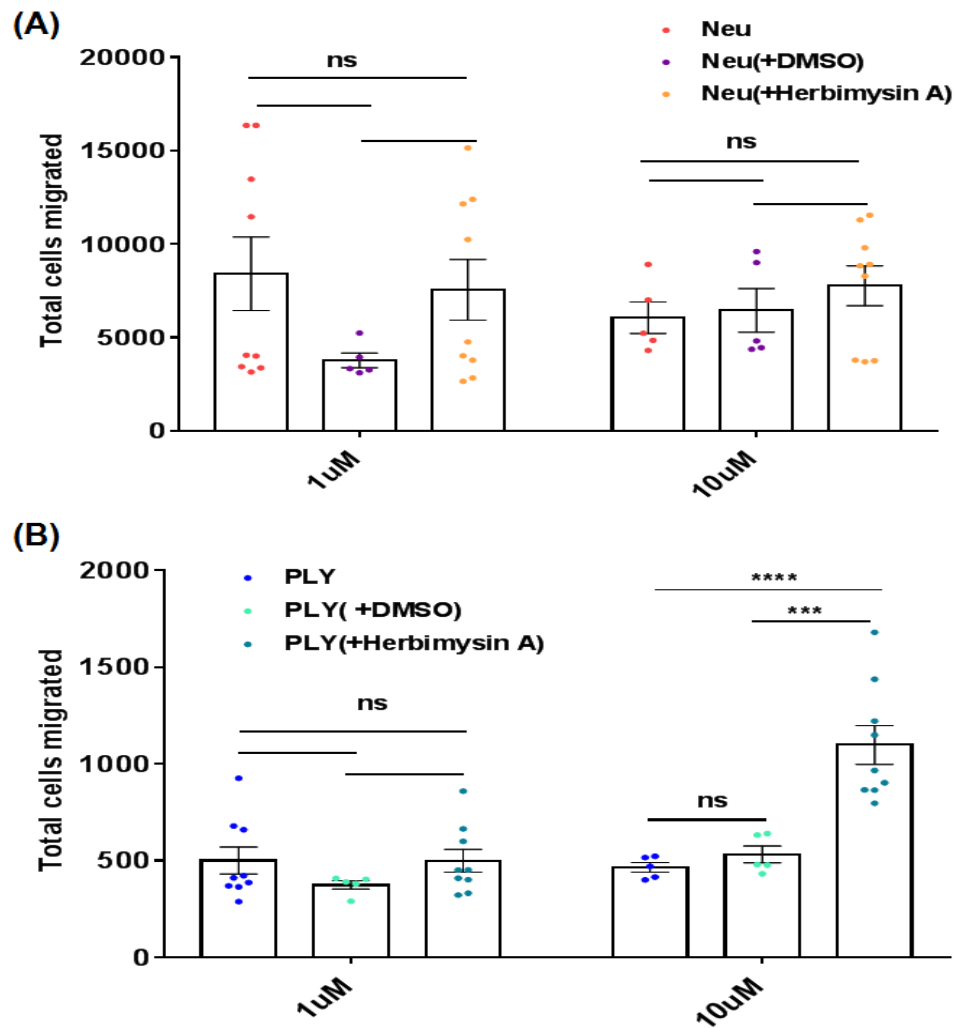 (A)
Neu
Neu(+DMSO)
Neu(+Herbimysin A)
Total cells migrated
20000
15000
10000
5000
0
ns
ns
1uM
10uM
(B)
PLY
PLY( +DMSO)
PLY(+Herbimysin A)
Total cells migrated
2000
1500
1000
500
0
ns
****
***
ns
1uM
10uM